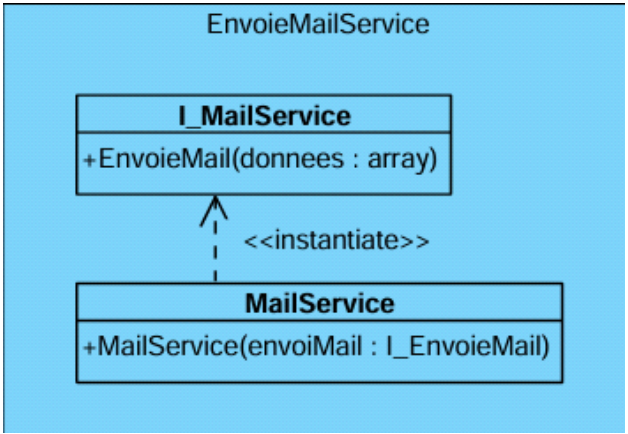 EnvoieMailService
I_MailService
+EnvoieMail(donnees : array)
<<instantiate>>
MailService
+MailService(envoiMail : I_EnvoieMail)